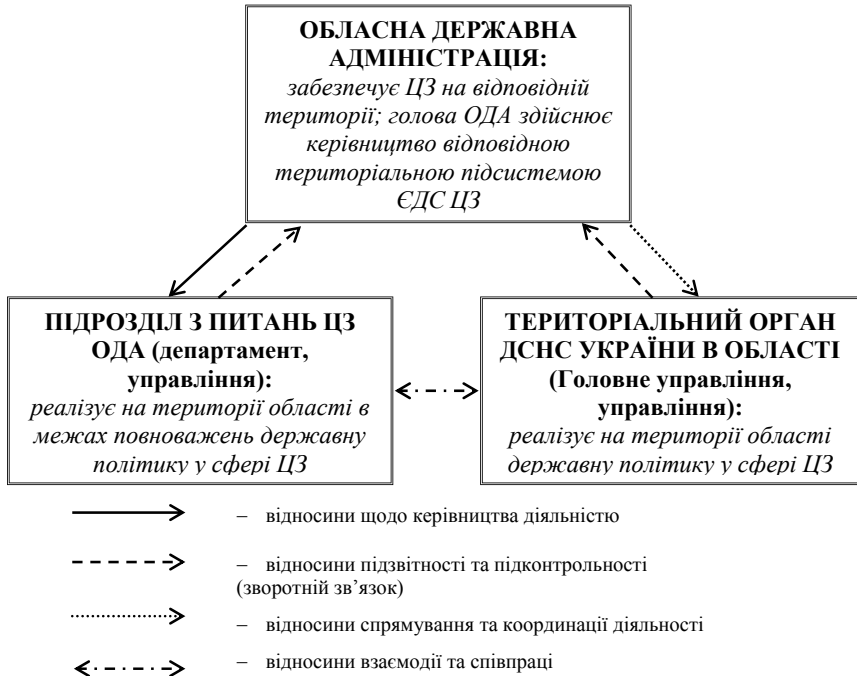 ОБЛАСНА ДЕРЖАВНА
АДМІНІСТРАЦІЯ:
забезпечує ЦЗ на відповідній
території; голова ОДА здійснює
керівництво відповідною
територіальною підсистемою
ЄДС ЦЗ
ПІДРОЗДІЛ З ПИТАНЬ ЦЗ
ОДА (департамент,
управління):
реалізує на території області в
межах повноважень державну
політику у сфері ЦЗ
ТЕРИТОРІАЛЬНИЙ ОРГАН
ДСНС УКРАЇНИ В ОБЛАСТІ
(Головне управління,
управління):
реалізує на території області
державну політику у сфері ЦЗ
– відносини щодо керівництва діяльністю
– відносини підзвітності та підконтрольності
(зворотній зв’язок)
– відносини спрямування та координації діяльності
– відносини взаємодії та співпраці